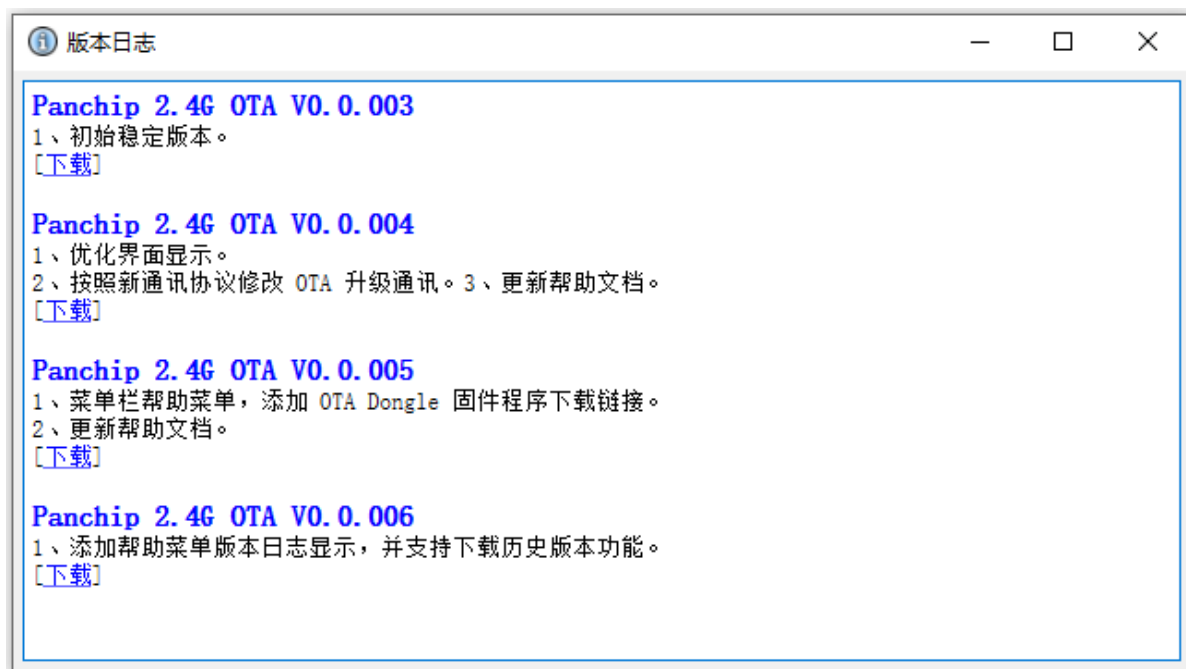 版本日志
Panchip 2.4G OTA V0.0.003
1、初始稳定版本。
[下载]
Panchip 2.4G OTA V0.0.004
1、优化界面显示。
2、按照新通讯协议修改 OTA 升级通讯。3、更新帮助文档。
[下载]
Panchip 2.4G OTA V0.0.005
1、菜单栏帮助菜单，添加 OTA Dongle 固件程序下载链接。
2、更新帮助文档。
[下载]
Panchip 2.4G OTA V0.0.006
1、添加帮助菜单版本日志显示，并支持下载历史版本功能。
[下载]